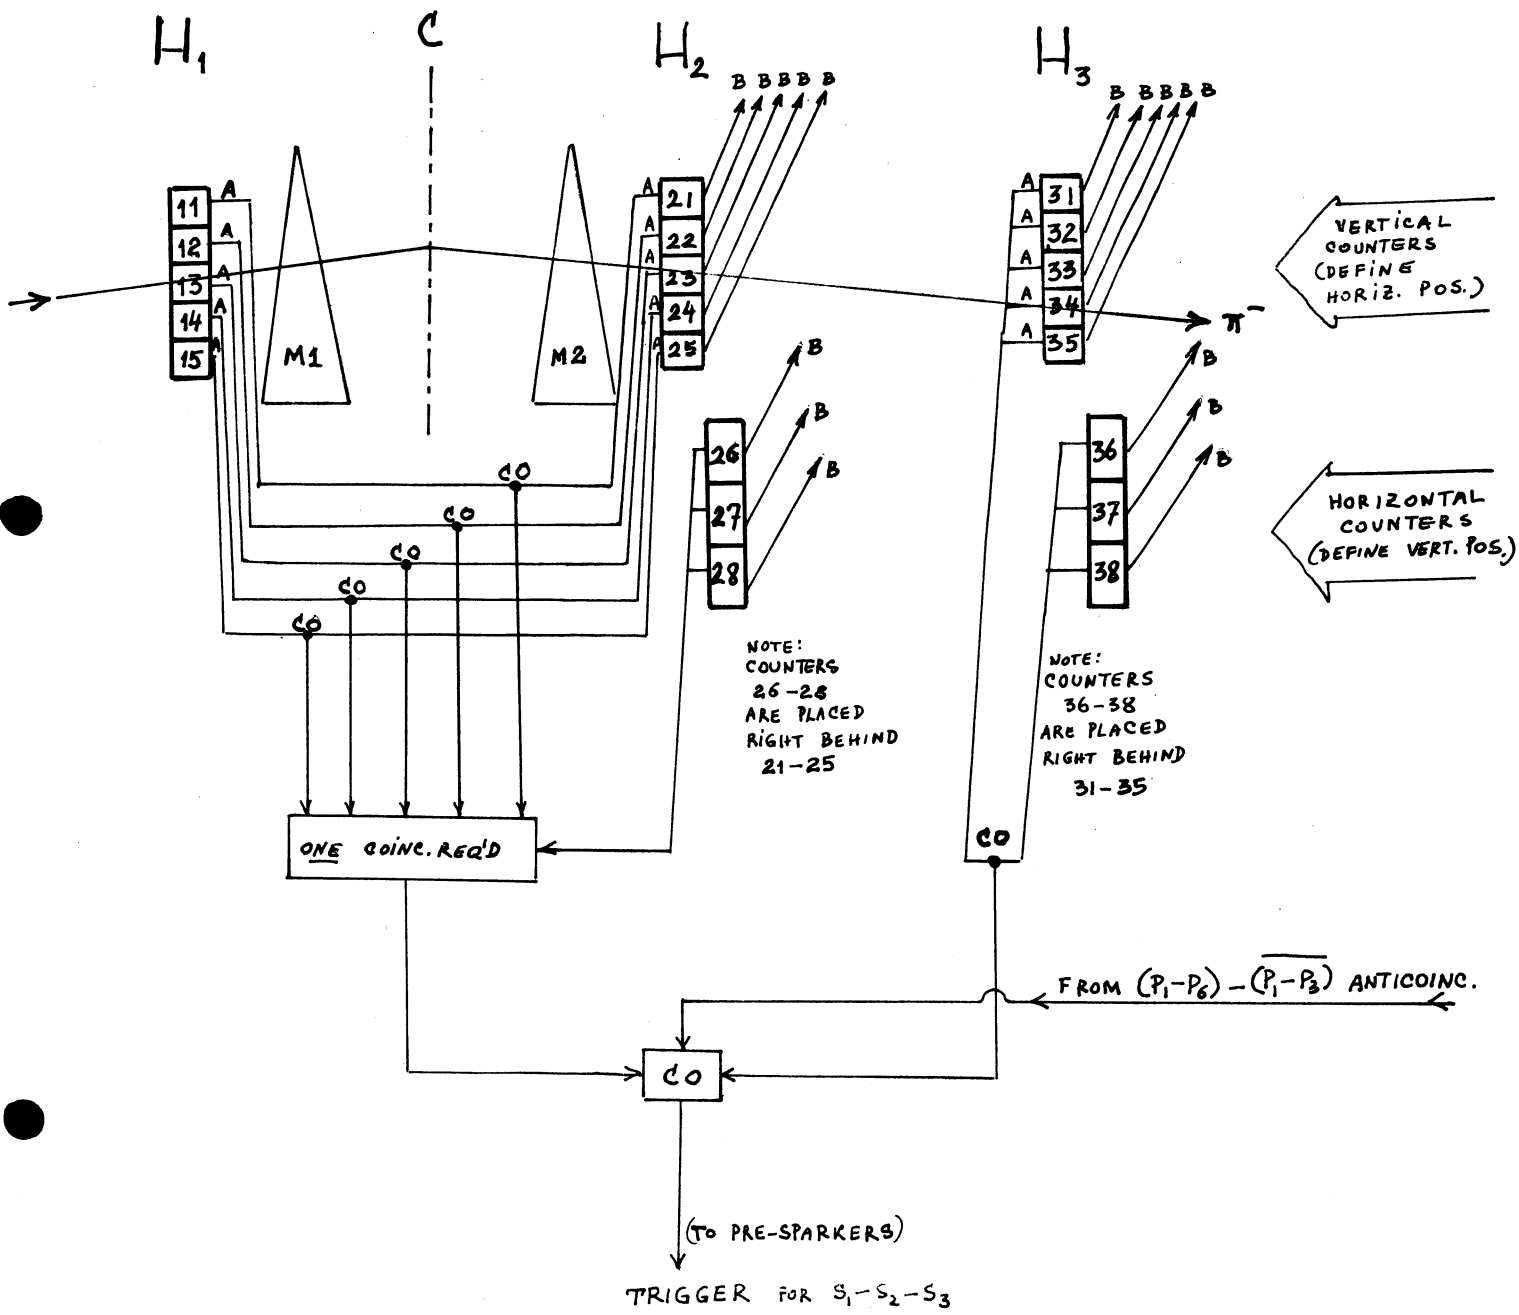 H1
C
H2
H3
B B B B B
B B B B B
A
A
A
A
A
11
12
13
14
15
M1
M2
A
A
A
A
A
21
22
23
24
25
A
A
A
A
A
31
32
33
34
35
VERTICAL
COUNTERS
(DEFINE
HORIZ. POS.)
π⁻
B
B
B
26
27
28
B
B
B
36
37
38
HORIZONTAL
COUNTERS
(DEFINE VERT. POS.)
CO
CO
CO
CO
CO
NOTE:
COUNTERS
26-28
ARE PLACED
RIGHT BEHIND
21-25
NOTE:
COUNTERS
36-38
ARE PLACED
RIGHT BEHIND
31-35
ONE COINC. REQ'D
CO
FROM (P1-P6)-(P̅1̅-̅P̅3̅) ANTICOINC.
CO
(TO PRE-SPARKERS)
TRIGGER FOR S1-S2-S3